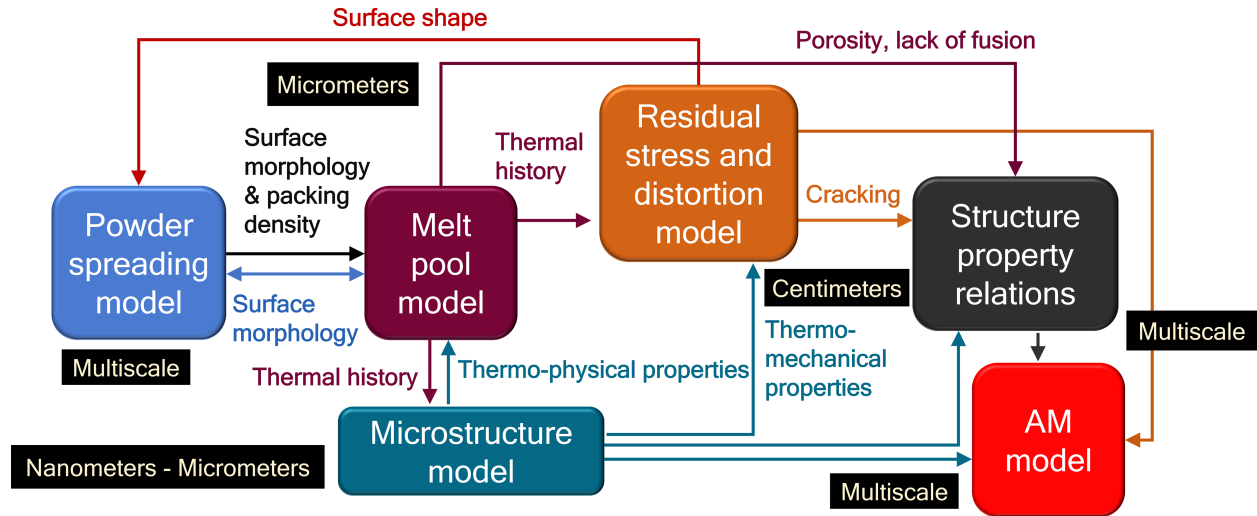 Surface shape
Porosity, lack of fusion
Micrometers
Surface
morphology
& packing
density
Thermal
history
Residual
stress and
distortion
model
Cracking
Powder
spreading
model
Melt
pool
model
Structure
property
relations
Surface
morphology
Centimeters
Multiscale
Multiscale
Thermal history
Thermo-physical properties
Thermo-
mechanical
properties
Microstructure
model
AM
model
Nanometers - Micrometers
Multiscale